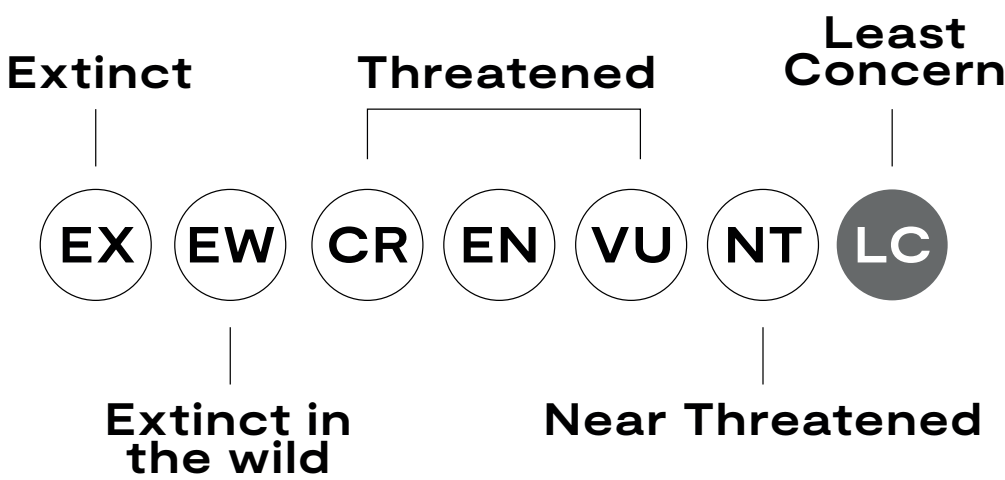 Extinct
Threatened
Least
Concern
EX EW CR EN VU NT LC
Extinct in
the wild
Near Threatened